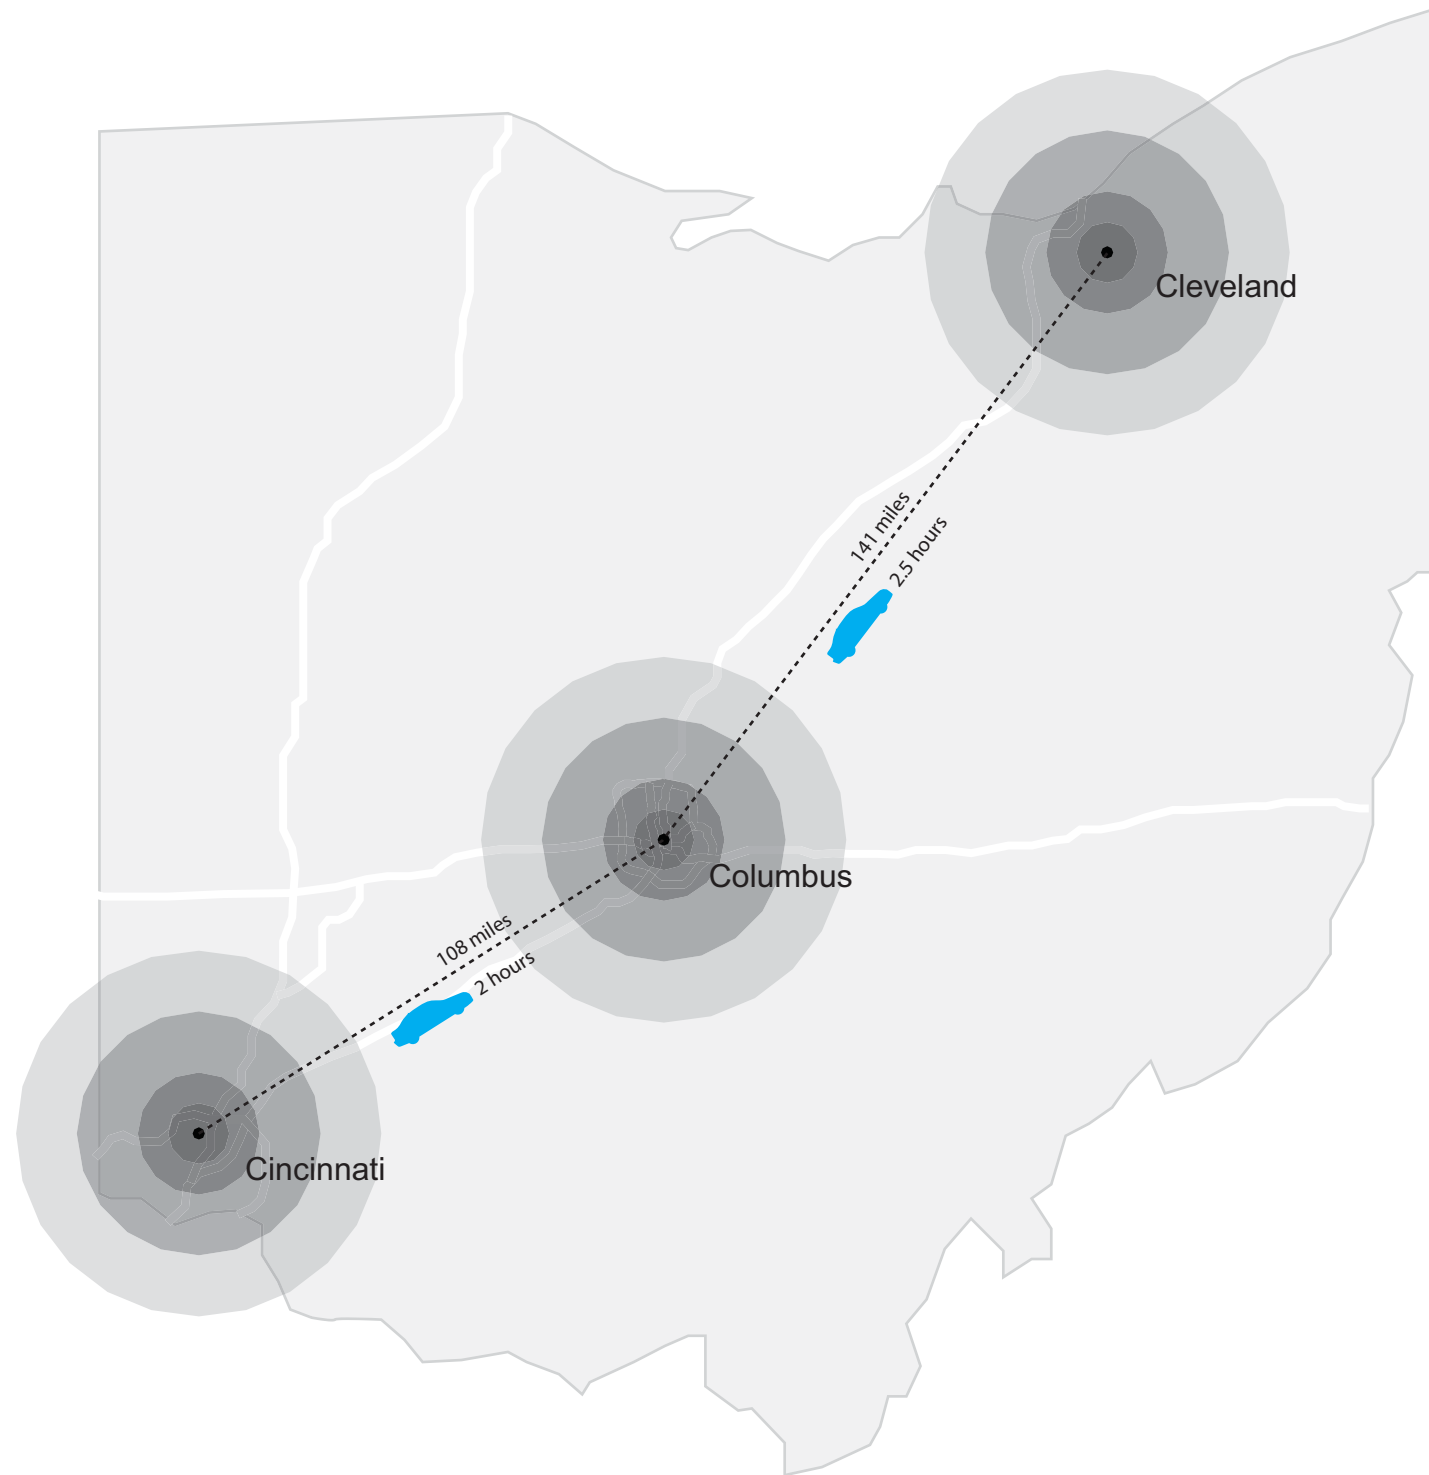 Cleveland
141 miles
2.5 hours
Columbus
108 miles
2 hours
Cincinnati